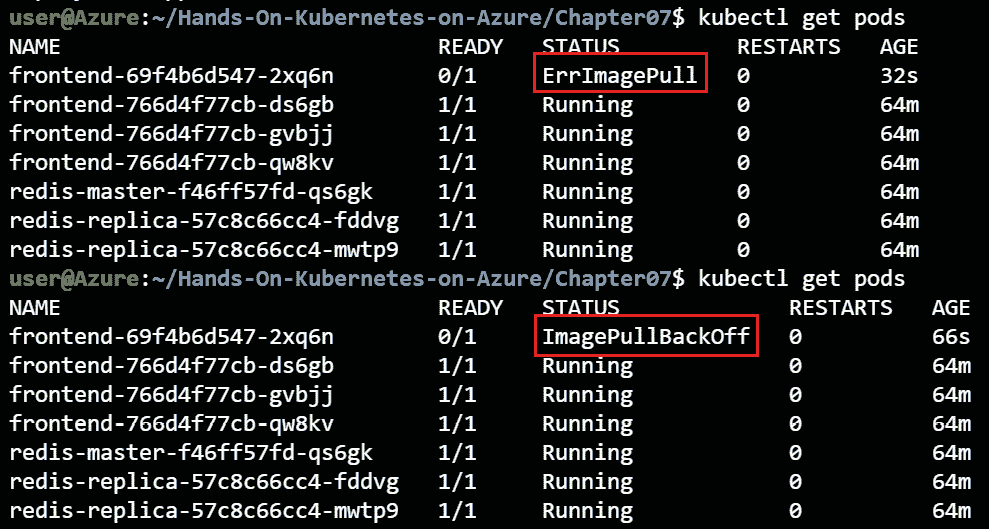 user@Azure:~/Hands-On-Kubernetes-on-Azure/Chapter07$ kubectl get pods
NAME READY STATUS RESTARTS AGE
frontend-69f4b6d547-2xq6n 0/1 ErrImagePull 0 32s
frontend-766d4f77cb-ds6gb 1/1 Running 0 64m
frontend-766d4f77cb-gvbjj 1/1 Running 0 64m
frontend-766d4f77cb-qw8kv 1/1 Running 0 64m
redis-master-f46ff57fd-qs6gk 1/1 Running 0 64m
redis-replica-57c8c66cc4-fddvg 1/1 Running 0 64m
redis-replica-57c8c66cc4-mwtp9 1/1 Running 0 64m
user@Azure:~/Hands-On-Kubernetes-on-Azure/Chapter07$ kubectl get pods
NAME READY STATUS RESTARTS AGE
frontend-69f4b6d547-2xq6n 0/1 ImagePullBackOff 0 66s
frontend-766d4f77cb-ds6gb 1/1 Running 0 64m
frontend-766d4f77cb-gvbjj 1/1 Running 0 64m
frontend-766d4f77cb-qw8kv 1/1 Running 0 64m
redis-master-f46ff57fd-qs6gk 1/1 Running 0 64m
redis-replica-57c8c66cc4-fddvg 1/1 Running 0 64m
redis-replica-57c8c66cc4-mwtp9 1/1 Running 0 64m